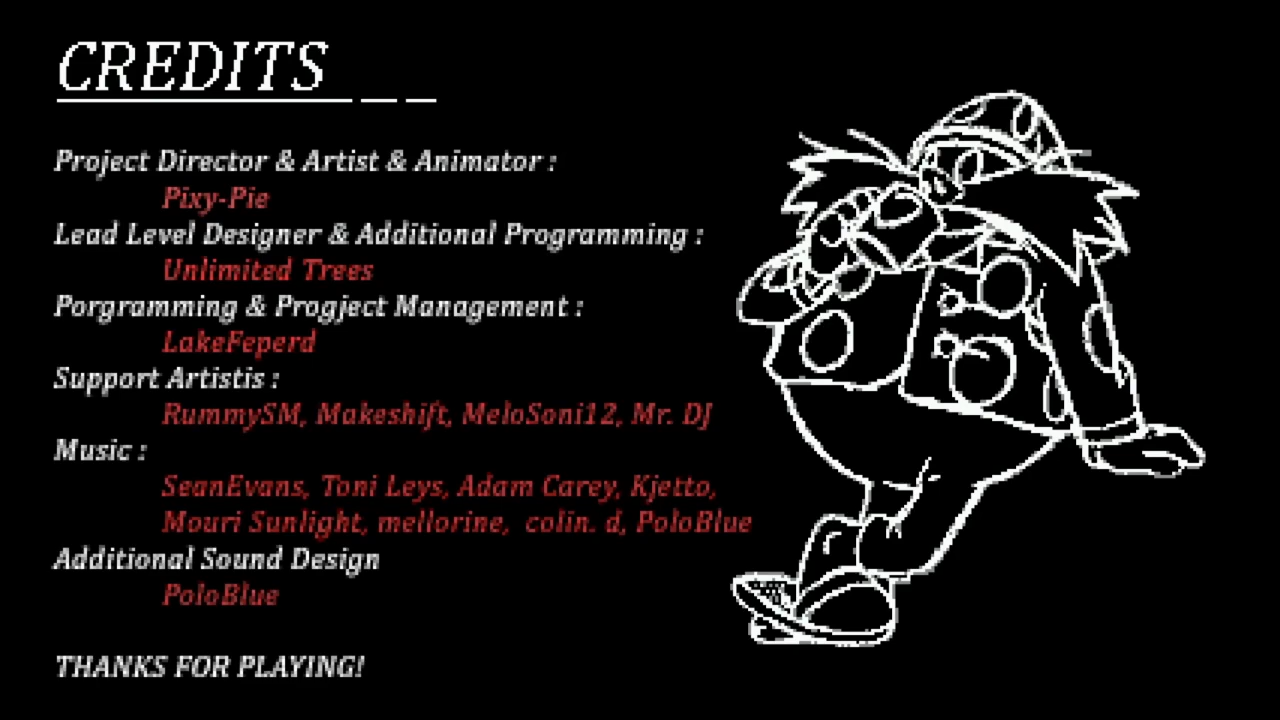 CREDITS
Project Director & Artist & Animator :
Pixy-Pie
Lead Level Designer & Additional Programming :
Unlimited Trees
Porgramming & Progject Management :
LakeFeperd
Support Artistis :
RummySM, Makeshift, MeloSoni12, Mr. DJ
Music :
SeanEvans, Toni Leys, Adam Carey, Kjetto,
Mouri Sunlight, mellorine, colin. d, PoloBlue
Additional Sound Design
PoloBlue
THANKS FOR PLAYING!